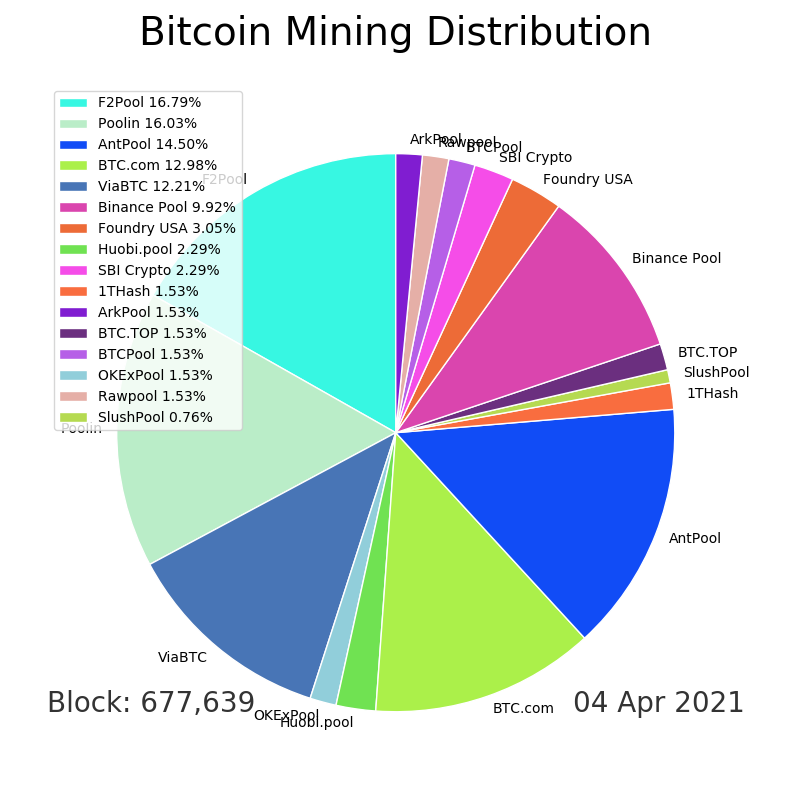 Bitcoin Mining Distribution
F2Pool 16.79%
Poolin 16.03%
AntPool 14.50%
BTC.com 12.98%
ViaBTC 12.21%
Binance Pool 9.92%
Foundry USA 3.05%
Huobi.pool 2.29%
SBI Crypto 2.29%
1THash 1.53%
ArkPool 1.53%
BTC.TOP 1.53%
BTCPool 1.53%
OKExPool 1.53%
Rawpool 1.53%
SlushPool 0.76%
ArkPool
Rawpool
BTCPool
SBI Crypto
Foundry USA
F2Pool
Binance Pool
BTC.TOP
SlushPool
1THash
Poolin
AntPool
ViaBTC
BTC.com
OKExPool
Huobi.pool
Block: 677,639
04 Apr 2021